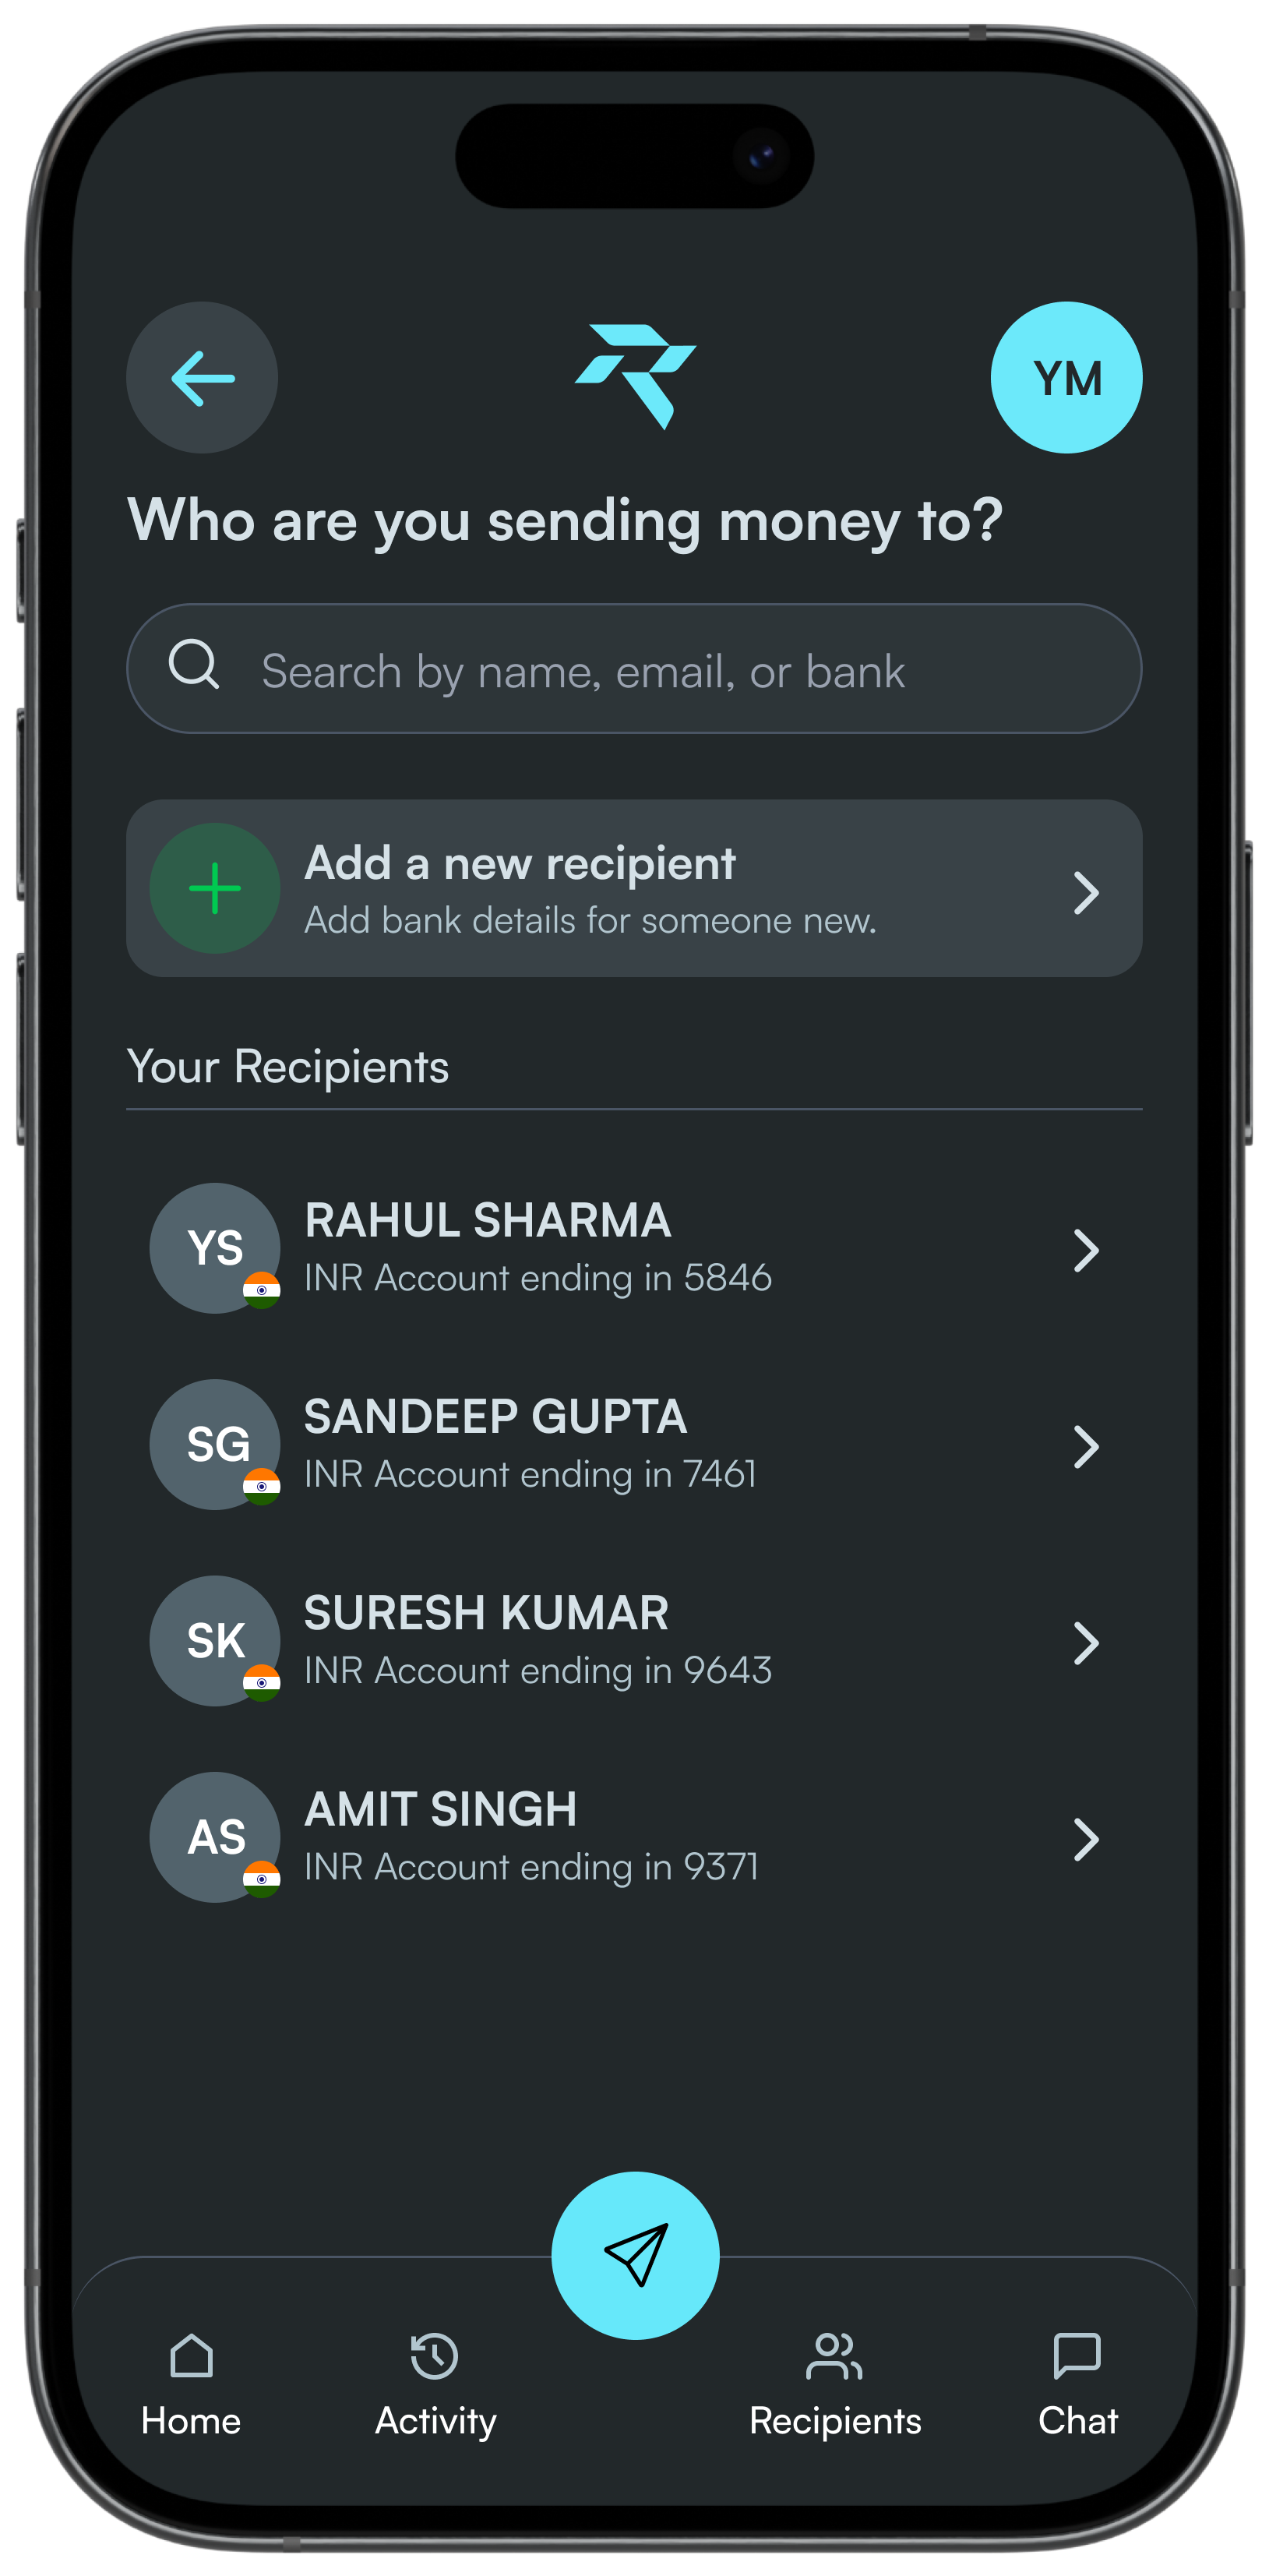 YM
Who are you sending money to?
Search by name, email, or bank
Add a new recipient
Add bank details for someone new.
Your Recipients
YS
RAHUL SHARMA
INR Account ending in 5846
SG
SANDEEP GUPTA
INR Account ending in 7461
SK
SURESH KUMAR
INR Account ending in 9643
AS
AMIT SINGH
INR Account ending in 9371
Home
Activity
Recipients
Chat